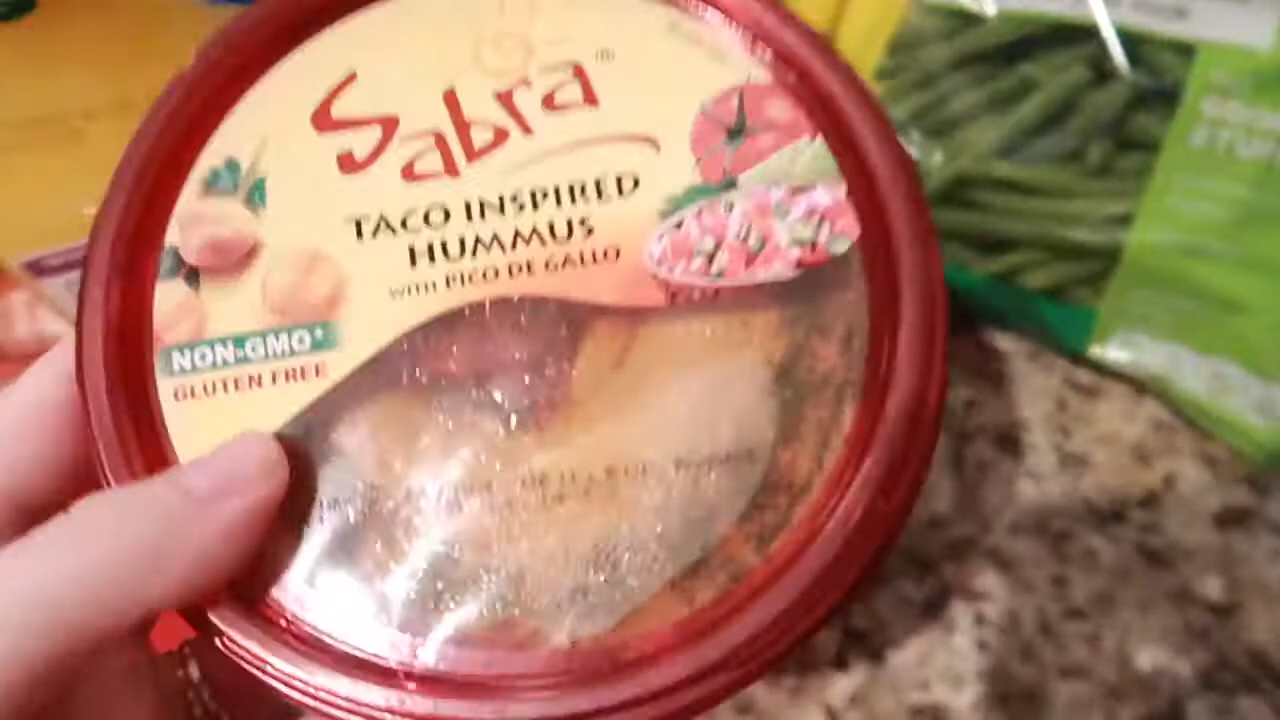 Sabra®
TACO INSPIRED
HUMMUS
WITH PICO DE GALLO
NON-GMO*
GLUTEN FREE